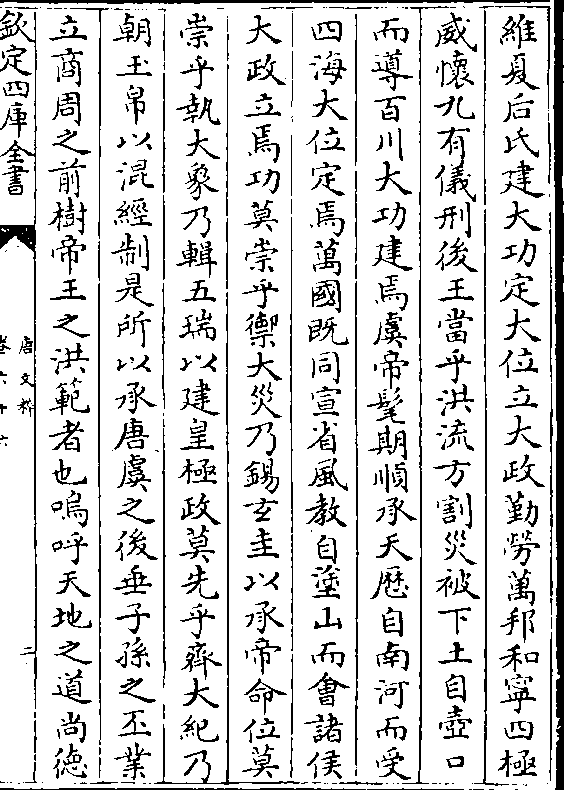 維夏后氏建大功定大位立大政勤勞萬邦和寧四極
威懷九有儀刑後王當乎洪流方割災被下土自壺口
而導百川大功建焉虞帝髦期順承天歷自南河而受
四海大位定焉萬國既同宣省風教自塗山而會諸侯
大政立焉功莫崇乎禦大災乃錫玄圭以承帝命位莫
崇乎執大象乃輯五瑞以建皇極政莫先乎齊大紀乃
朝玉帛以混經制是所以承唐虞之後垂子孫之丕業
立商周之前樹帝王之洪範者也嗚呼天地之道尚德
欽定四庫全書
唐文粹
卷六十六
二